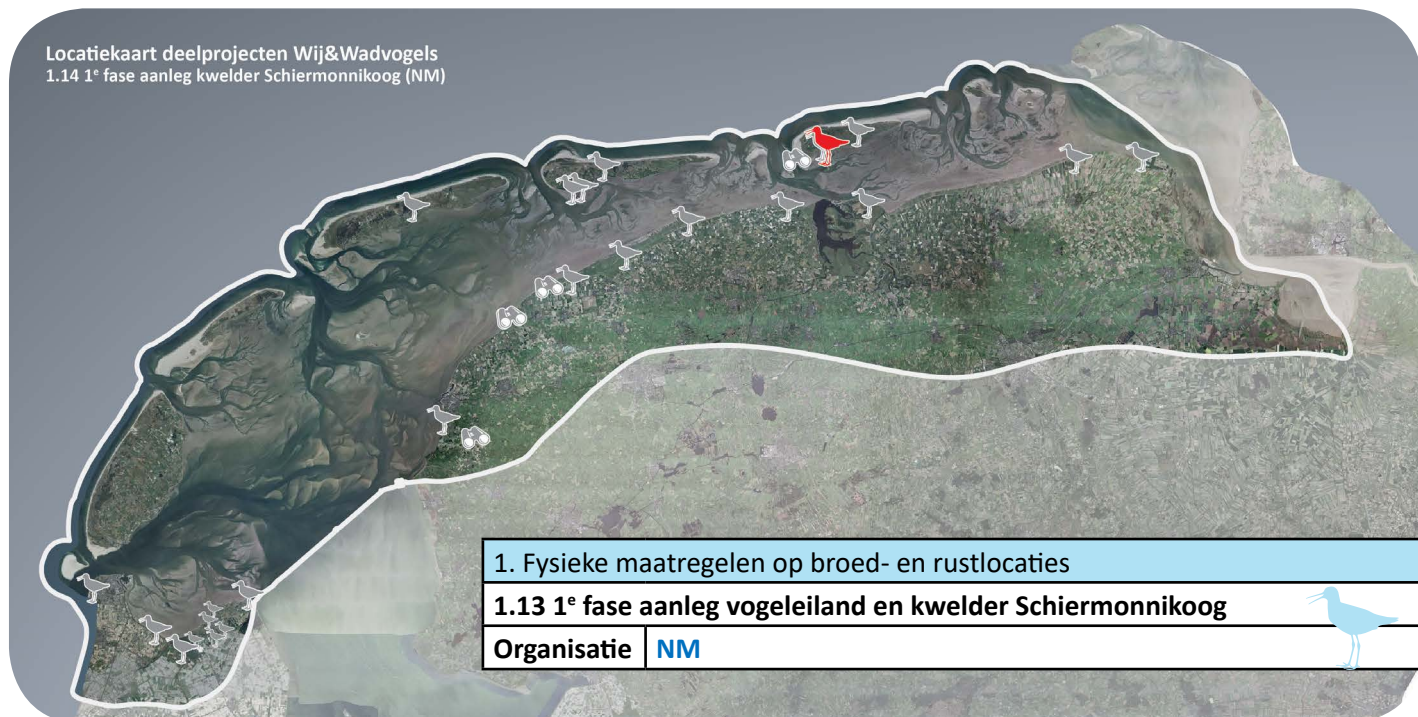 Locatiekaart deelprojecten Wij&Wadvogels
1.14 1e fase aanleg kwelder Schiermonnikoog (NM)
1. Fysieke maatregelen op broed- en rustlocaties
1.13 1e fase aanleg vogeleiland en kwelder Schiermonnikoog
Organisatie NM